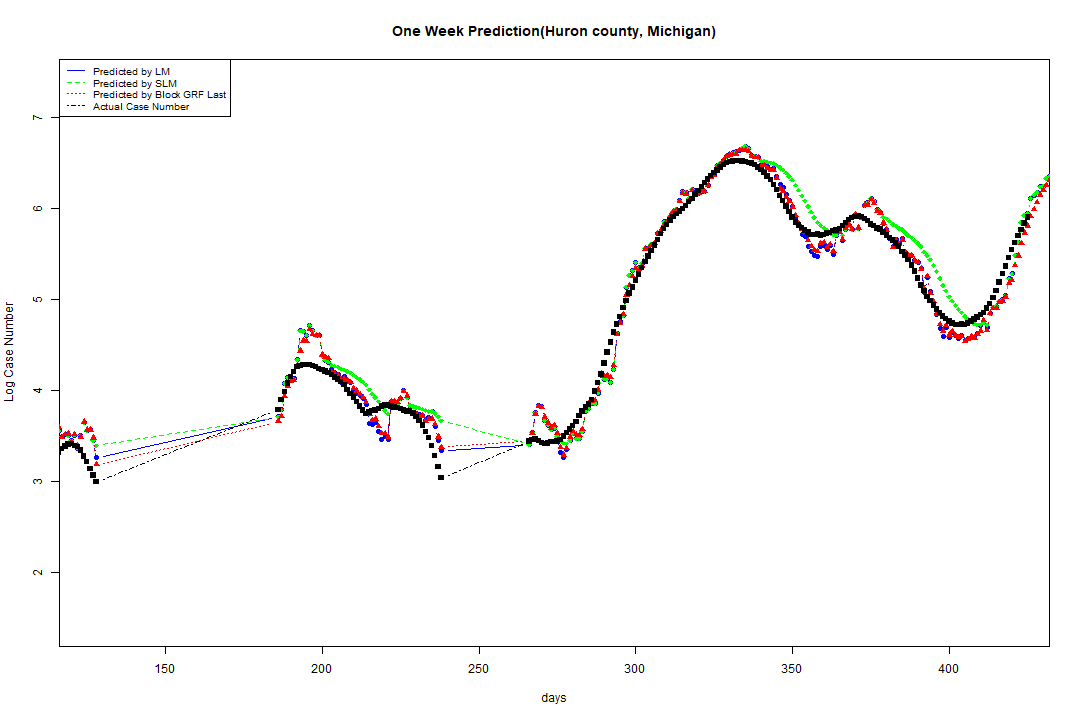 One Week Prediction(Huron county, Michigan)
Predicted by LM
Predicted by SLM
Predicted by Block GRF Last
Actual Case Number
7
6
5
4
3
2
Log Case Number
150 200 250 300 350 400
days